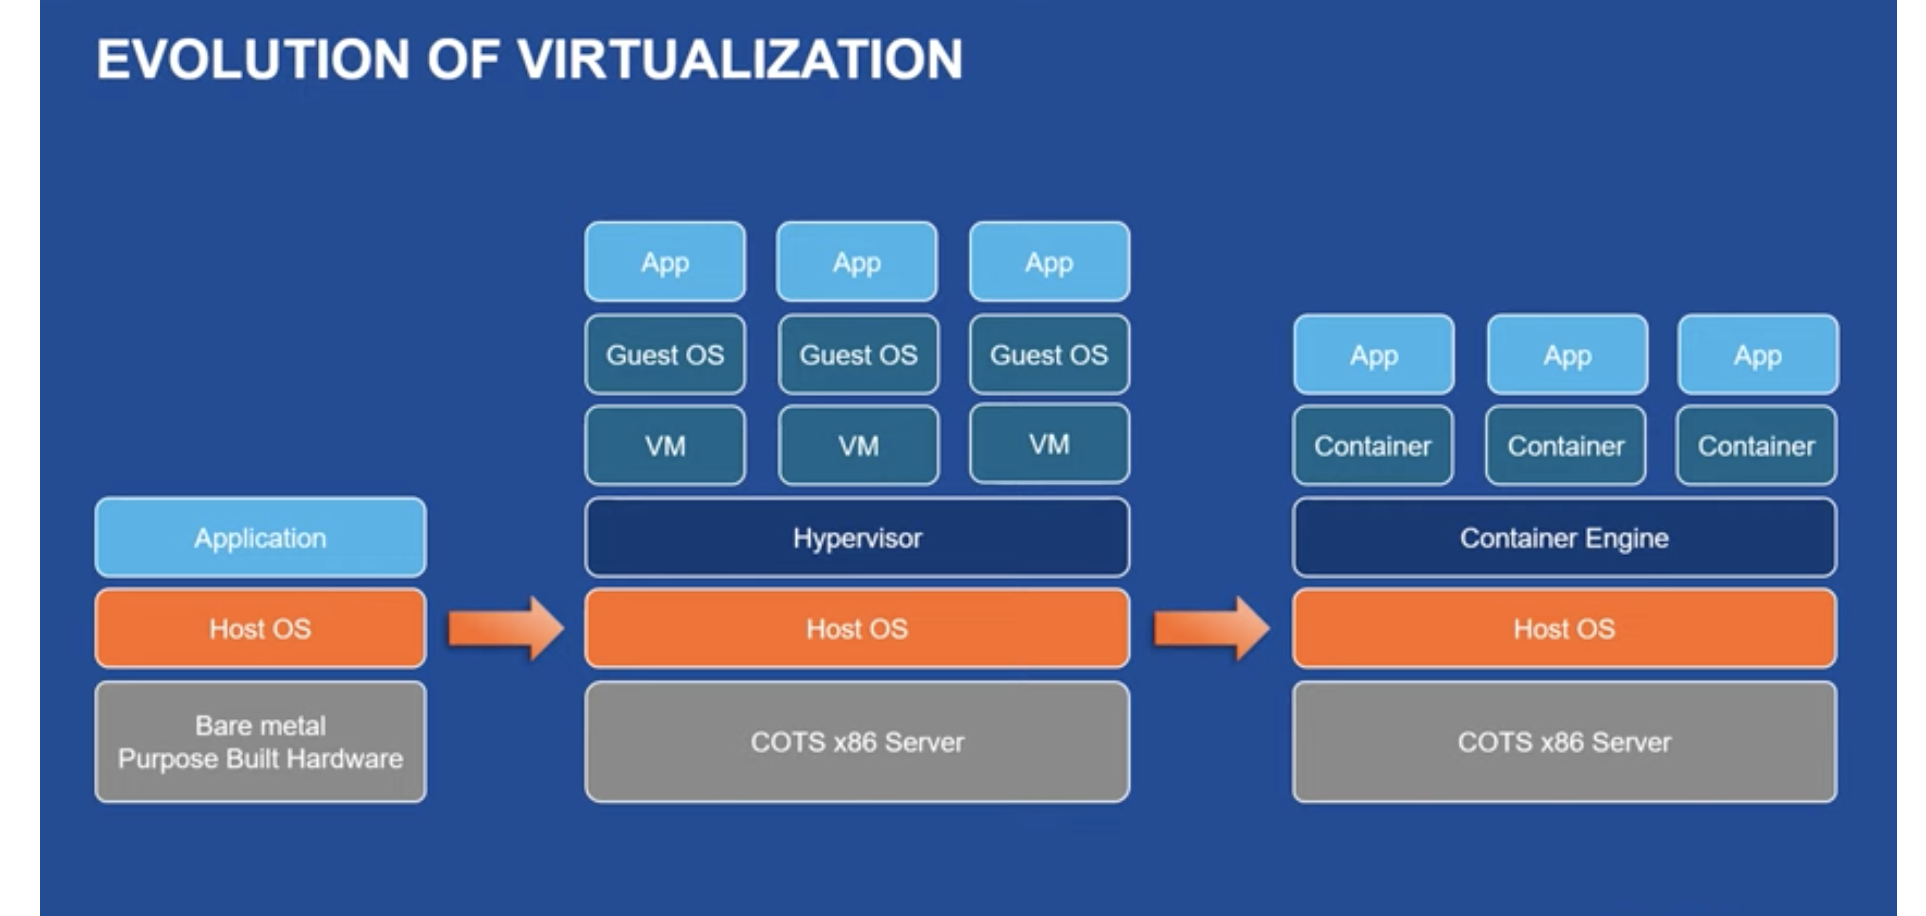 EVOLUTION OF VIRTUALIZATION
Application
Host OS
Bare metal
Purpose Built Hardware
App
App
App
Guest OS
Guest OS
Guest OS
VM
VM
VM
Hypervisor
Host OS
COTS x86 Server
App
App
App
Container
Container
Container
Container Engine
Host OS
COTS x86 Server